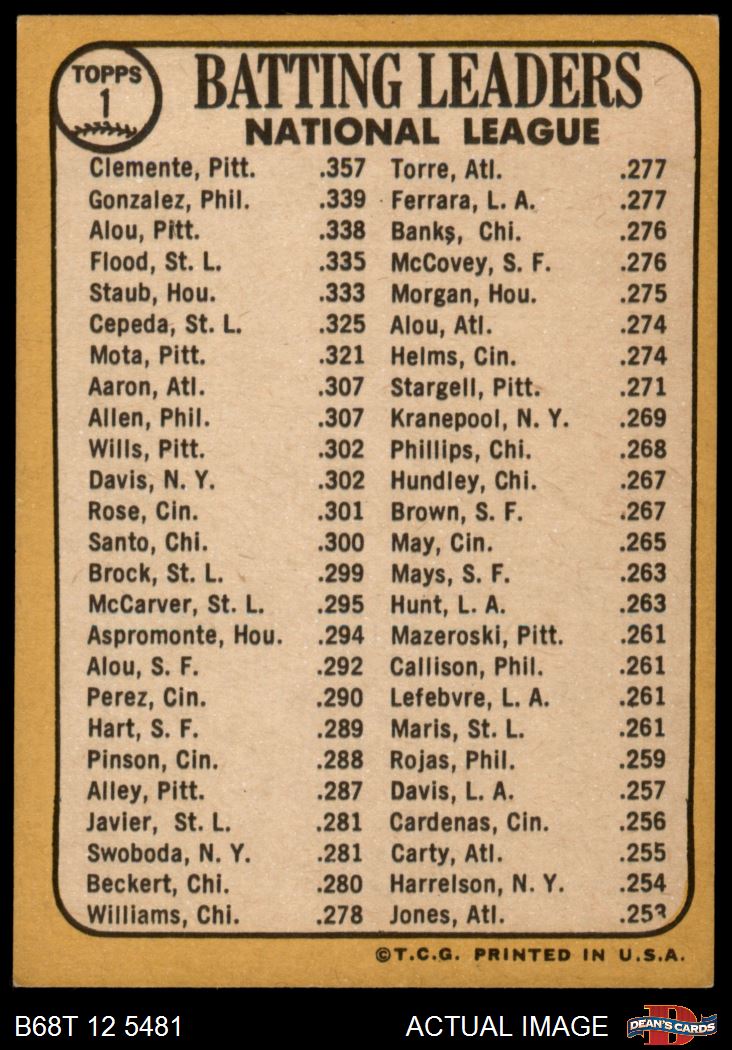 TOPPS
1
BATTING LEADERS
NATIONAL LEAGUE
Clemente, Pitt. .357 Torre, Atl. .277
Gonzalez, Phil. .339 Ferrara, L. A. .277
Alou, Pitt. .338 Banks, Chi. .276
Flood, St. L. .335 McCovey, S. F. .276
Staub, Hou. .333 Morgan, Hou. .275
Cepeda, St. L. .325 Alou, Atl. .274
Mota, Pitt. .321 Helms, Cin. .274
Aaron, Atl. .307 Stargell, Pitt. .271
Allen, Phil. .307 Kranepool, N. Y. .269
Wills, Pitt. .302 Phillips, Chi. .268
Davis, N. Y. .302 Hundley, Chi. .267
Rose, Cin. .301 Brown, S. F. .267
Santo, Chi. .300 May, Cin. .265
Brock, St. L. .299 Mays, S. F. .263
McCarver, St. L. .295 Hunt, L. A. .263
Aspromonte, Hou. .294 Mazeroski, Pitt. .261
Alou, S. F. .292 Callison, Phil. .261
Perez, Cin. .290 Lefebvre, L. A. .261
Hart, S. F. .289 Maris, St. L. .261
Pinson, Cin. .288 Rojas, Phil. .259
Alley, Pitt. .287 Davis, L. A. .257
Javier, St. L. .281 Cardenas, Cin. .256
Swoboda, N. Y. .281 Carty, Atl. .255
Beckert, Chi. .280 Harrelson, N. Y. .254
Williams, Chi. .278 Jones, Atl. .253
©T.C.G. PRINTED IN U.S.A.
B68T 12 5481 ACTUAL IMAGE D DEAN'S CARDS